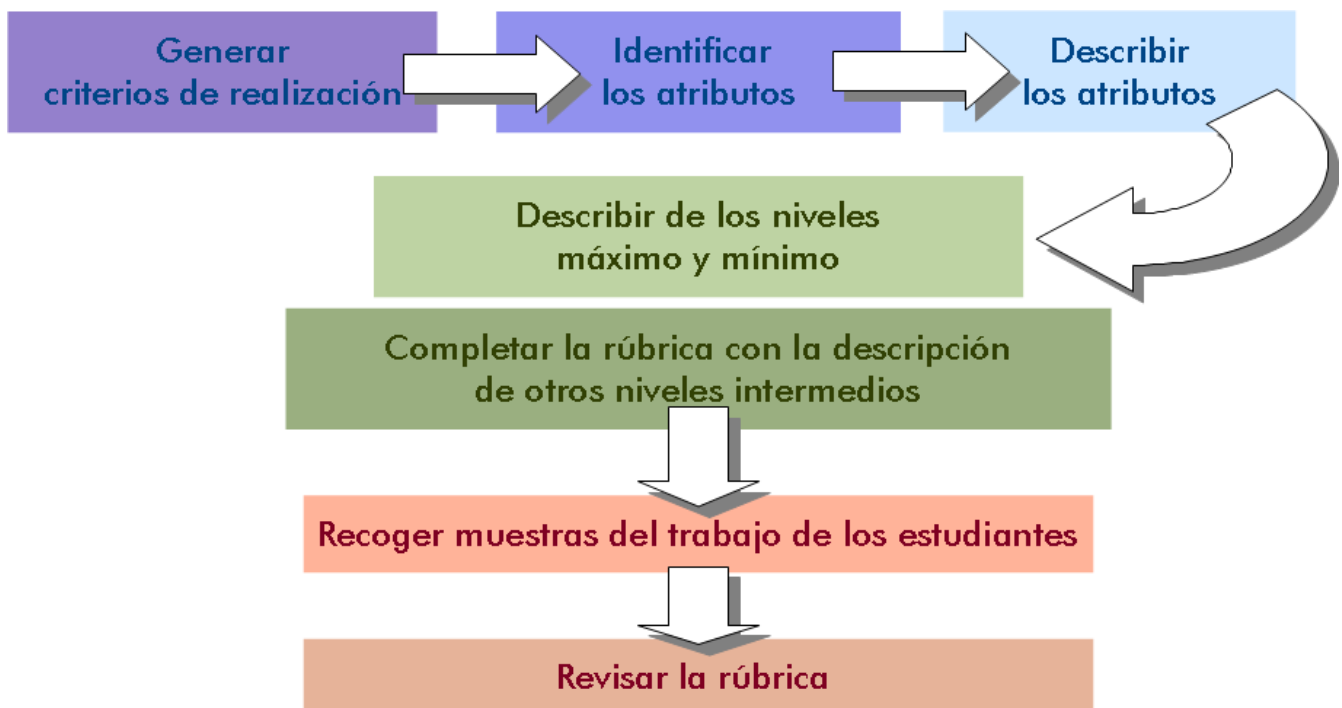 Generar
criterios de realización
Identificar
los atributos
Describir
los atributos
Describir de los niveles
máximo y mínimo
Completar la rúbrica con la descripción
de otros niveles intermedios
Recoger muestras del trabajo de los estudiantes
Revisar la rúbrica